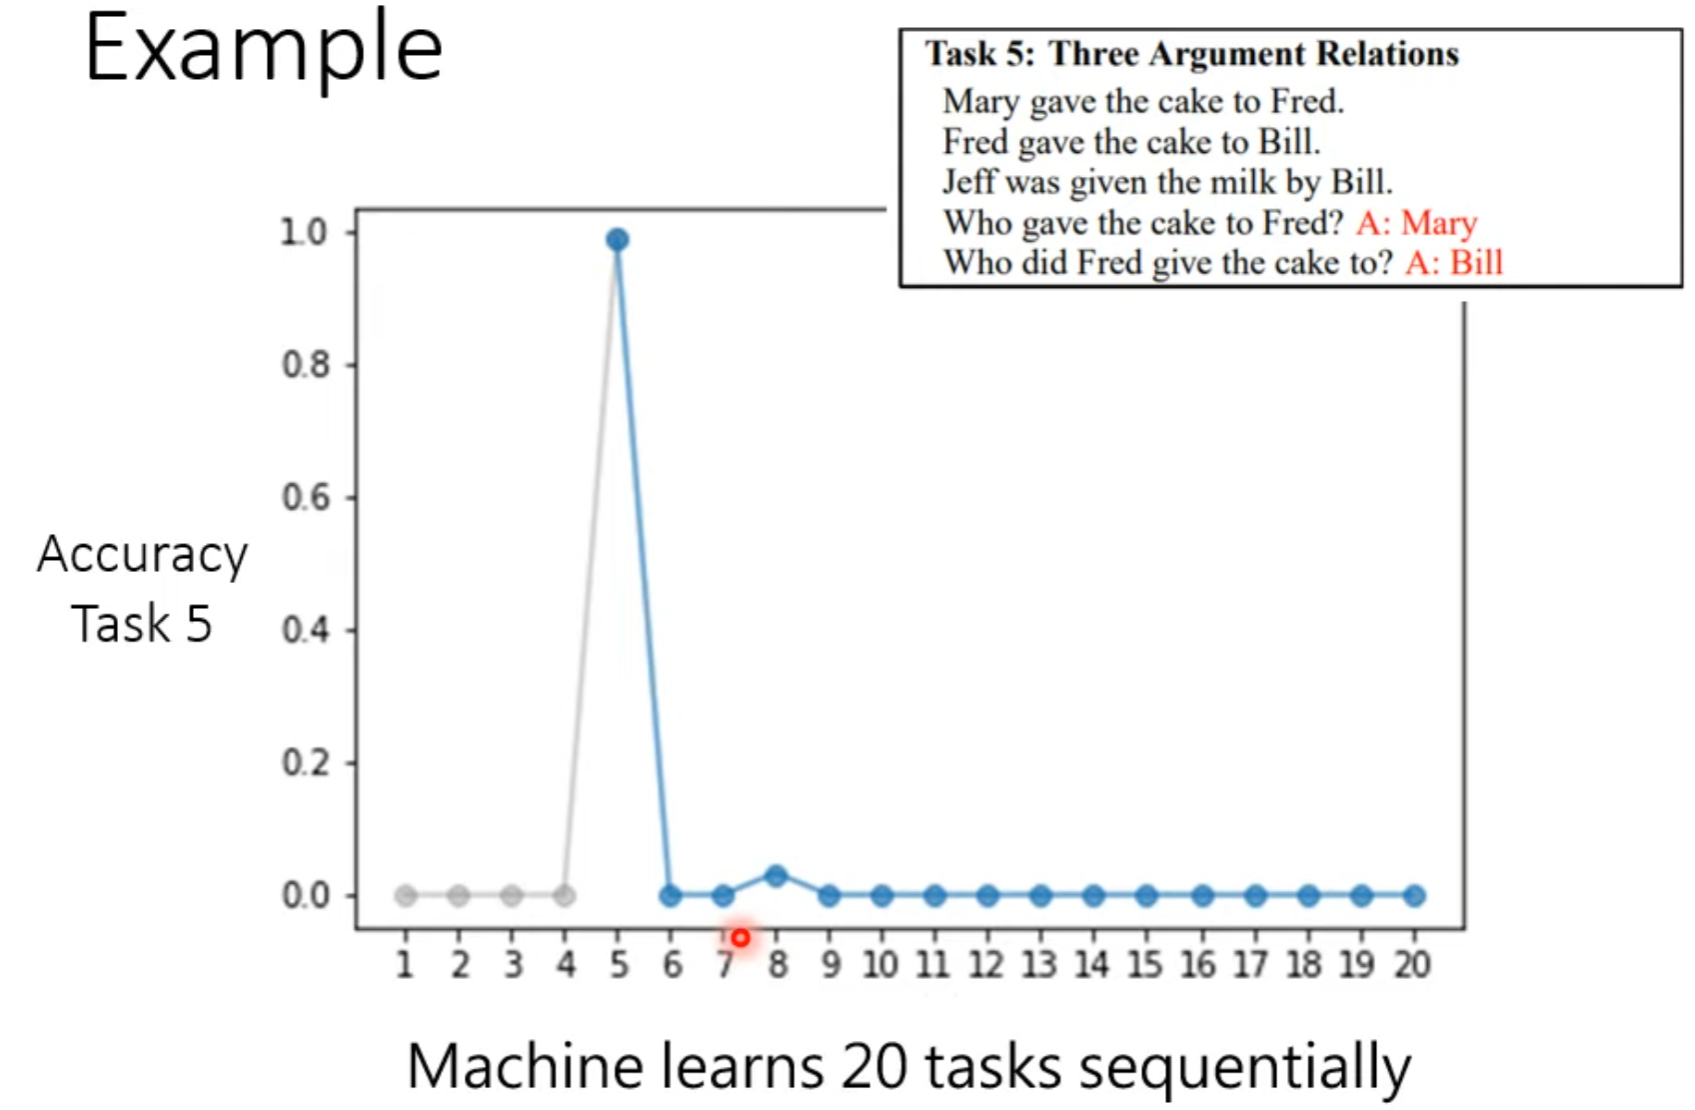 Example
Task 5: Three Argument Relations
Mary gave the cake to Fred.
Fred gave the cake to Bill.
Jeff was given the milk by Bill.
Who gave the cake to Fred? A: Mary
Who did Fred give the cake to? A: Bill
1.0
0.8
0.6
0.4
0.2
0.0
Accuracy
Task 5
1 2 3 4 5 6 7 8 9 10 11 12 13 14 15 16 17 18 19 20
Machine learns 20 tasks sequentially